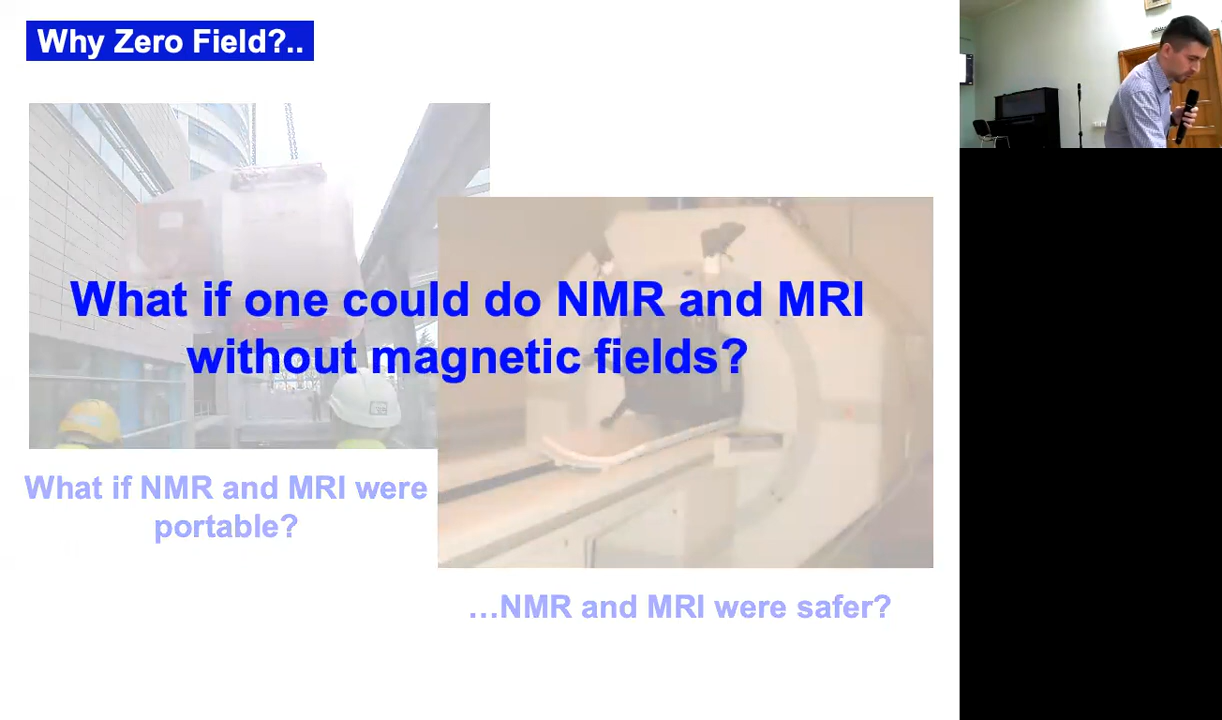 Why Zero Field?..
What if one could do NMR and MRI
without magnetic fields?
What if NMR and MRI were
portable?
…NMR and MRI were safer?